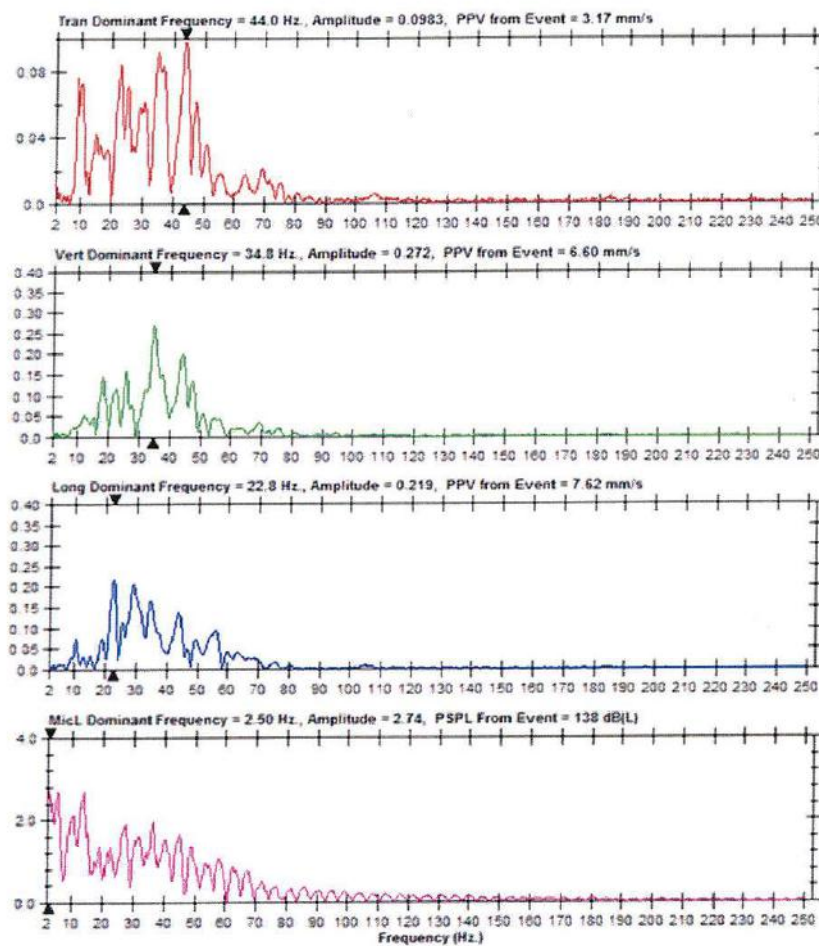 Tran Dominant Frequency = 44.0 Hz., Amplitude = 0.0983, PPV from Event = 3.17 mm/s
0.08
0.04
0.0
2 10 20 30 40 50 60 70 80 90 100 110 120 130 140 150 160 170 180 190 200 210 220 230 240 250
Vert Dominant Frequency = 34.8 Hz., Amplitude = 0.272, PPV from Event = 6.60 mm/s
0.40
0.35
0.30
0.25
0.20
0.15
0.10
0.05
0.0
2 10 20 30 40 50 60 70 80 90 100 110 120 130 140 150 160 170 180 190 200 210 220 230 240 250
Long Dominant Frequency = 22.8 Hz., Amplitude = 0.219, PPV from Event = 7.62 mm/s
0.40
0.35
0.30
0.25
0.20
0.15
0.10
0.05
0.0
2 10 20 30 40 50 60 70 80 90 100 110 120 130 140 150 160 170 180 190 200 210 220 230 240 250
MicL Dominant Frequency = 2.50 Hz., Amplitude = 2.74, PSPL From Event = 138 dB(L)
4.0
2.0
0.0
2 10 20 30 40 50 60 70 80 90 100 110 120 130 140 150 160 170 180 190 200 210 220 230 240 250
Frequency (Hz.)